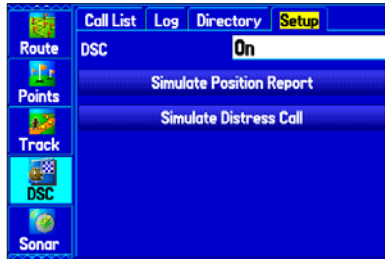 Call List Log Directory Setup
Route
DSC On
Simulate Position Report
Points
Simulate Distress Call
Track
DSC
Sonar